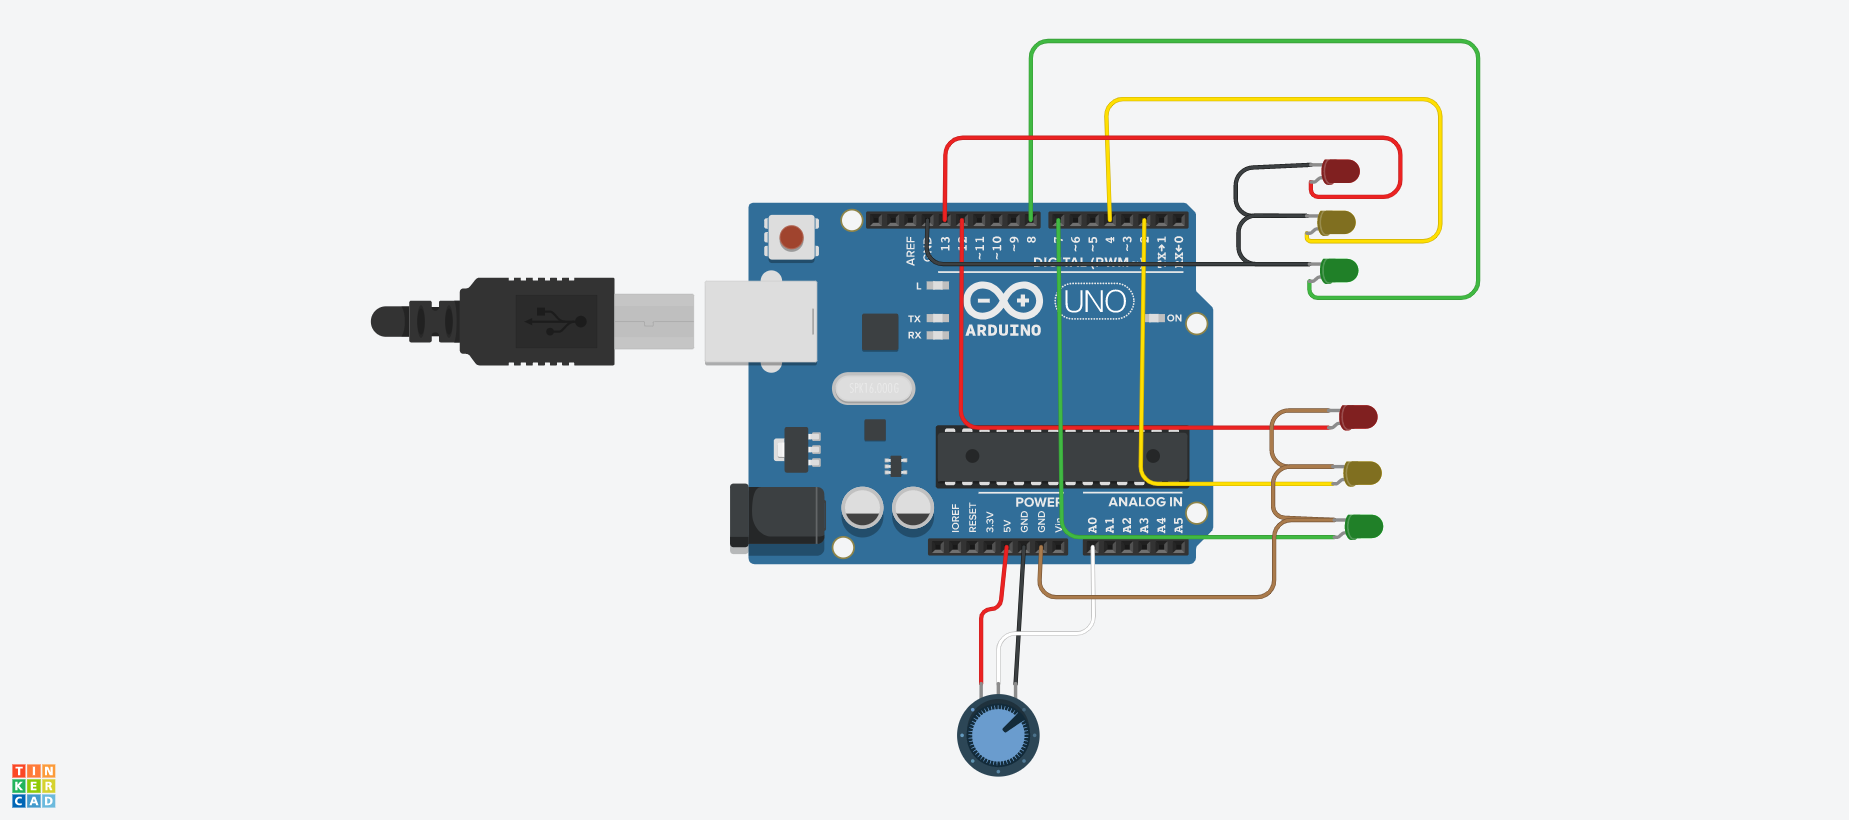 AREF
GND
13
12
~11
~10
~9
8
7
~6
~5
4
~3
2
TX→1
RX←0
DIGITAL (PWM
L
TX
RX
ARDUINO
UNO
ON
POWER
ANALOG IN
IOREF
RESET
3.3V
5V
GND
GND
Vin
A0
A1
A2
A3
A4
A5
TIN
KER
CAD